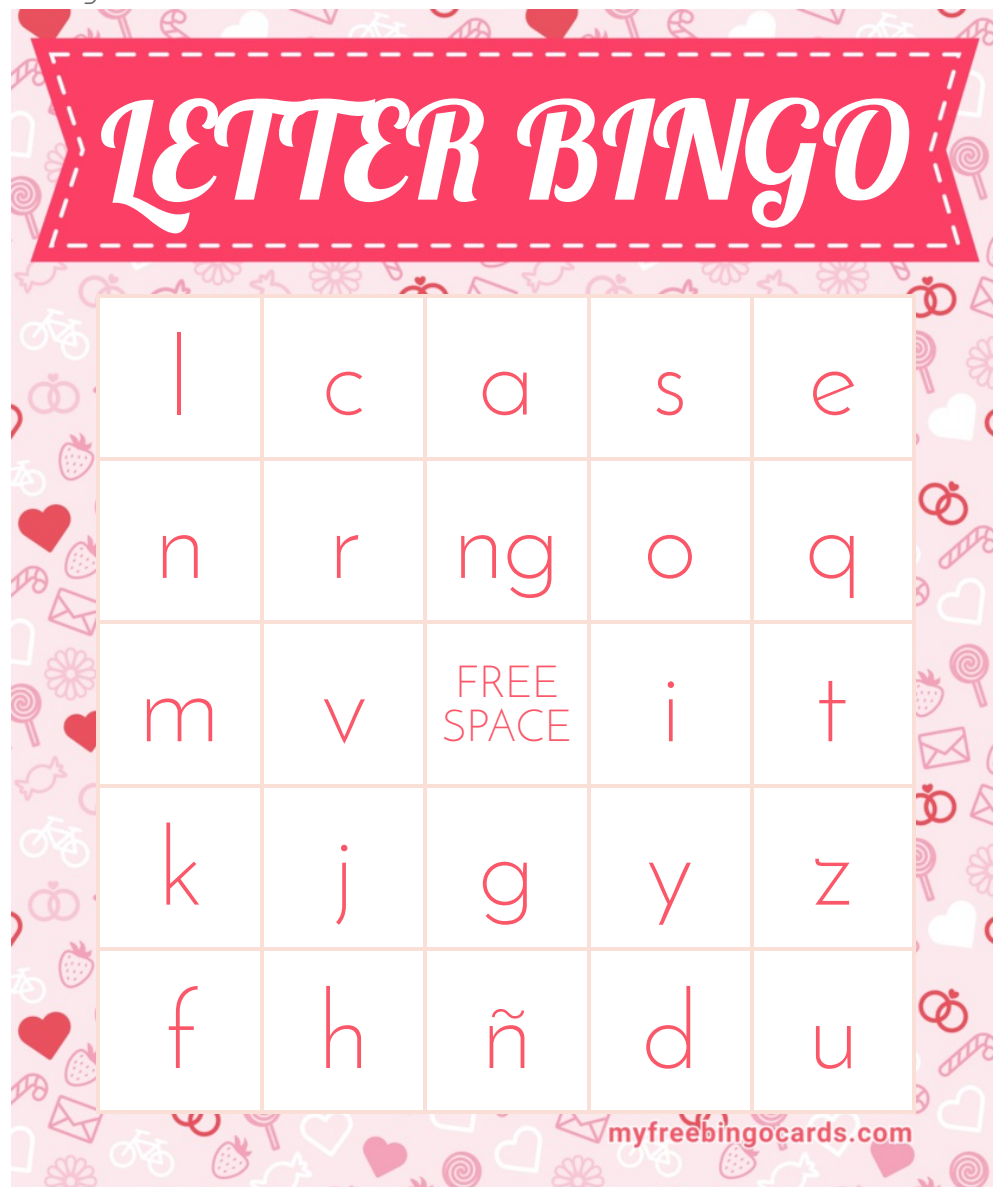 LETTER BINGO
l c a s e
n r ng o q
m v FREE SPACE i t
k j g y z
f h ñ d u
myfreebingocards.com